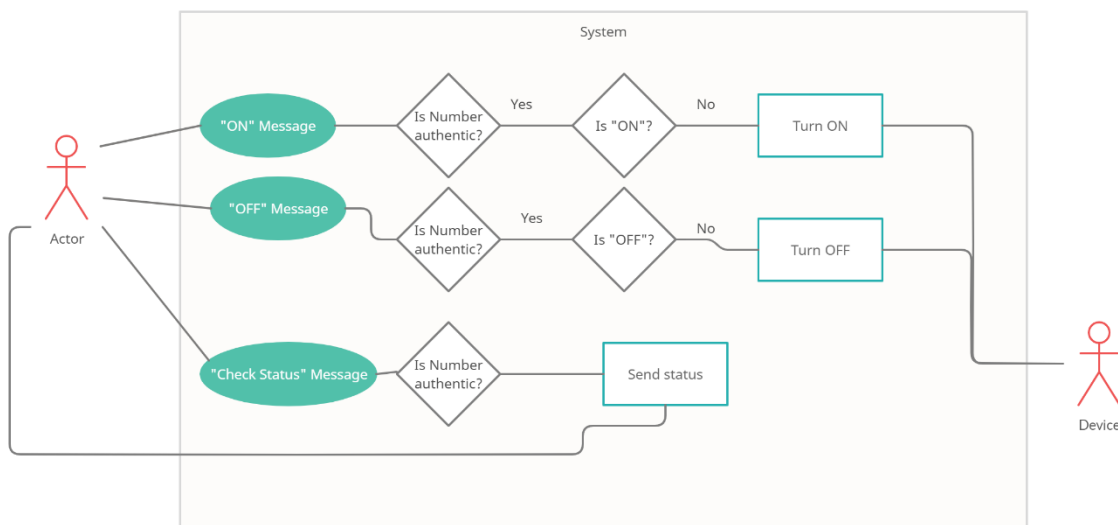 System
"ON" Message
Is Number
authentic?
Yes
Is "ON"?
No
Turn ON
Actor
"OFF" Message
Is Number
authentic?
Yes
Is "OFF"?
No
Turn OFF
"Check Status" Message
Is Number
authentic?
Send status
Device